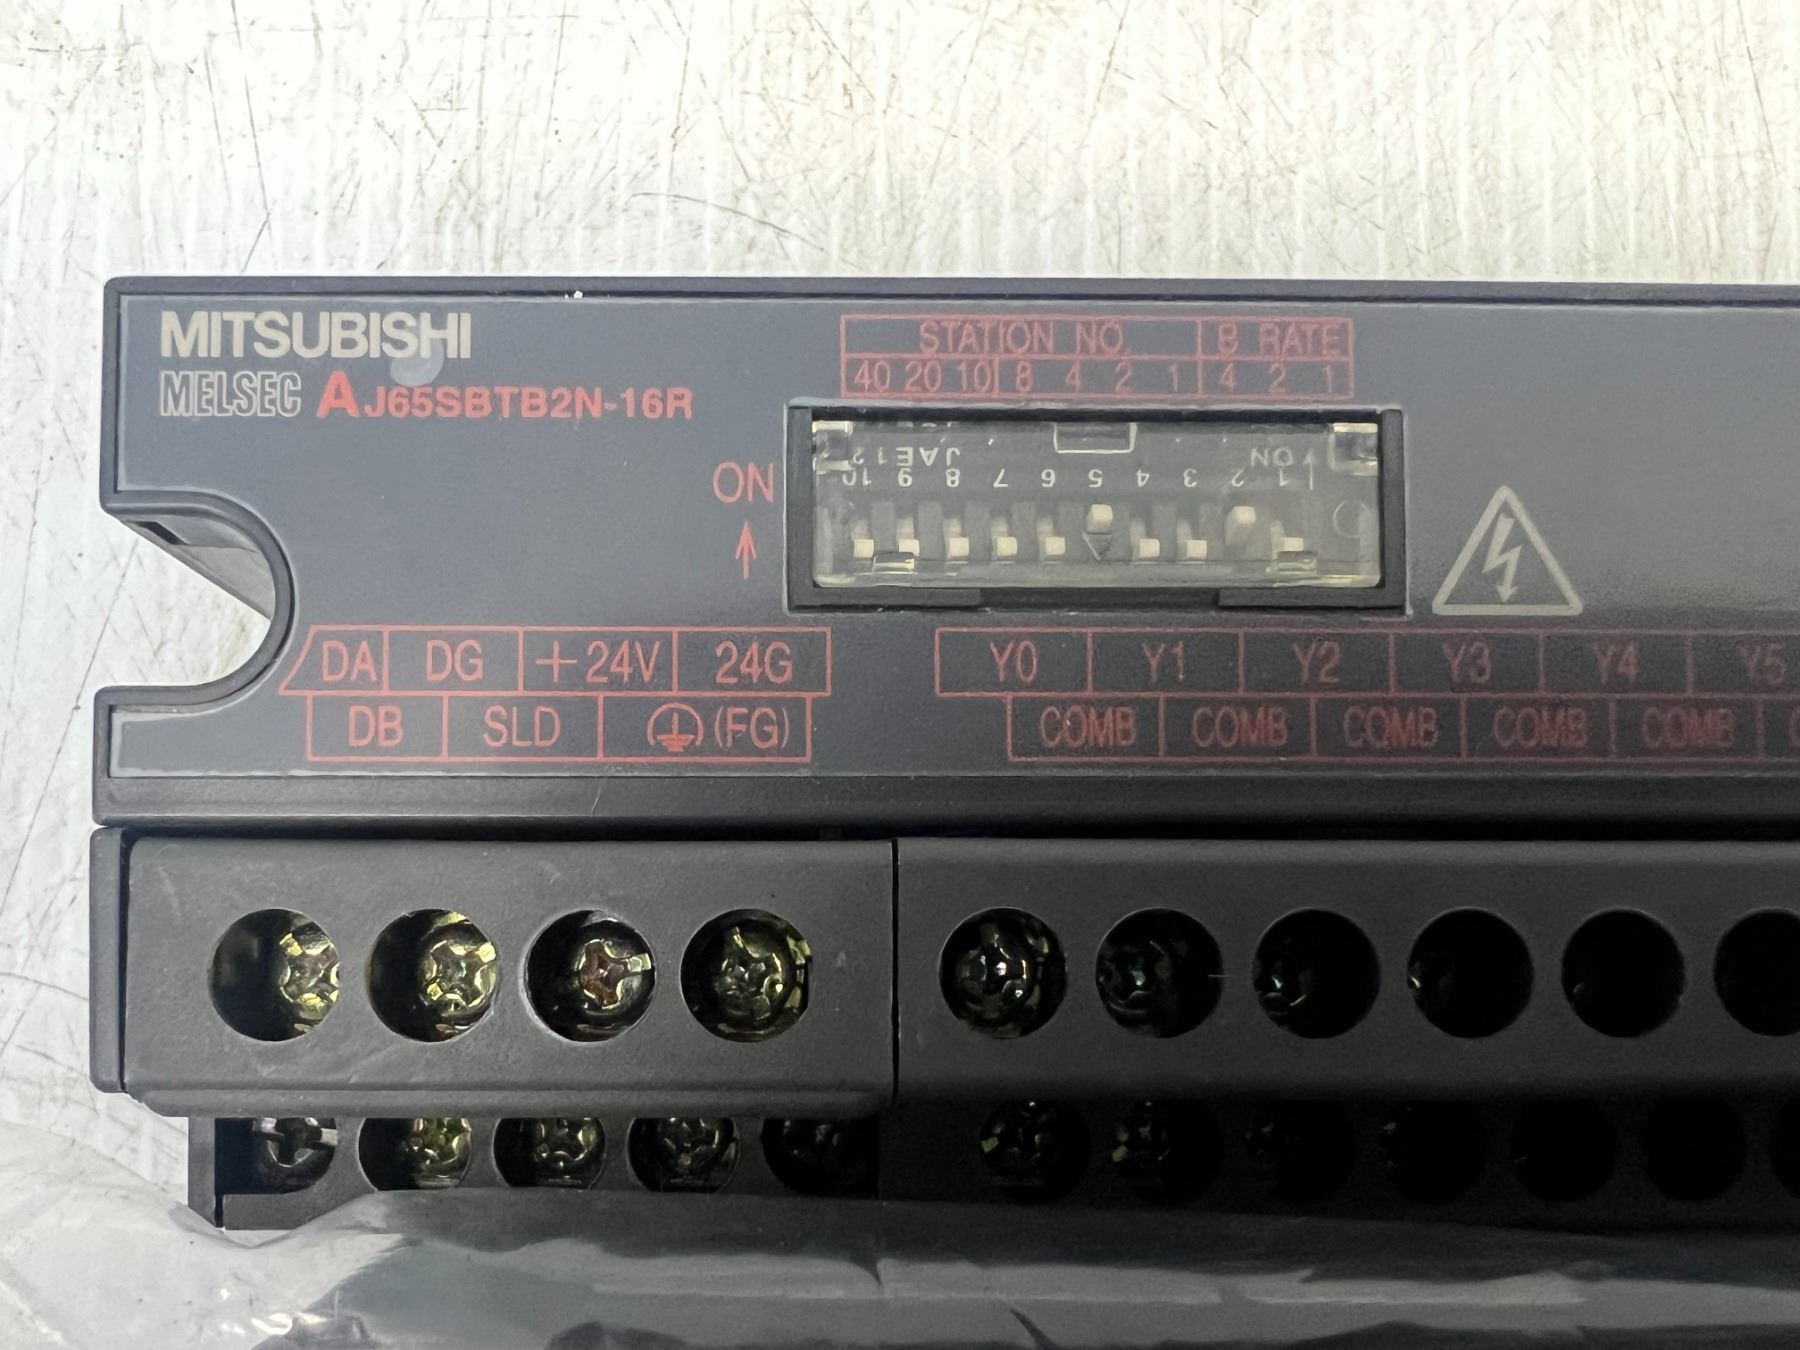 MITSUBISHI
MELSEC AJ65SBTB2N-16R
STATION NO. B RATE
40 20 10 8 4 2 1 4 2 1
ON
JAE12
ON
10 9 8 7 6 5 4 3 2 1
DA DG +24V 24G
DB SLD (FG)
Y0 Y1 Y2 Y3 Y4 Y5
COMB COMB COMB COMB COMB